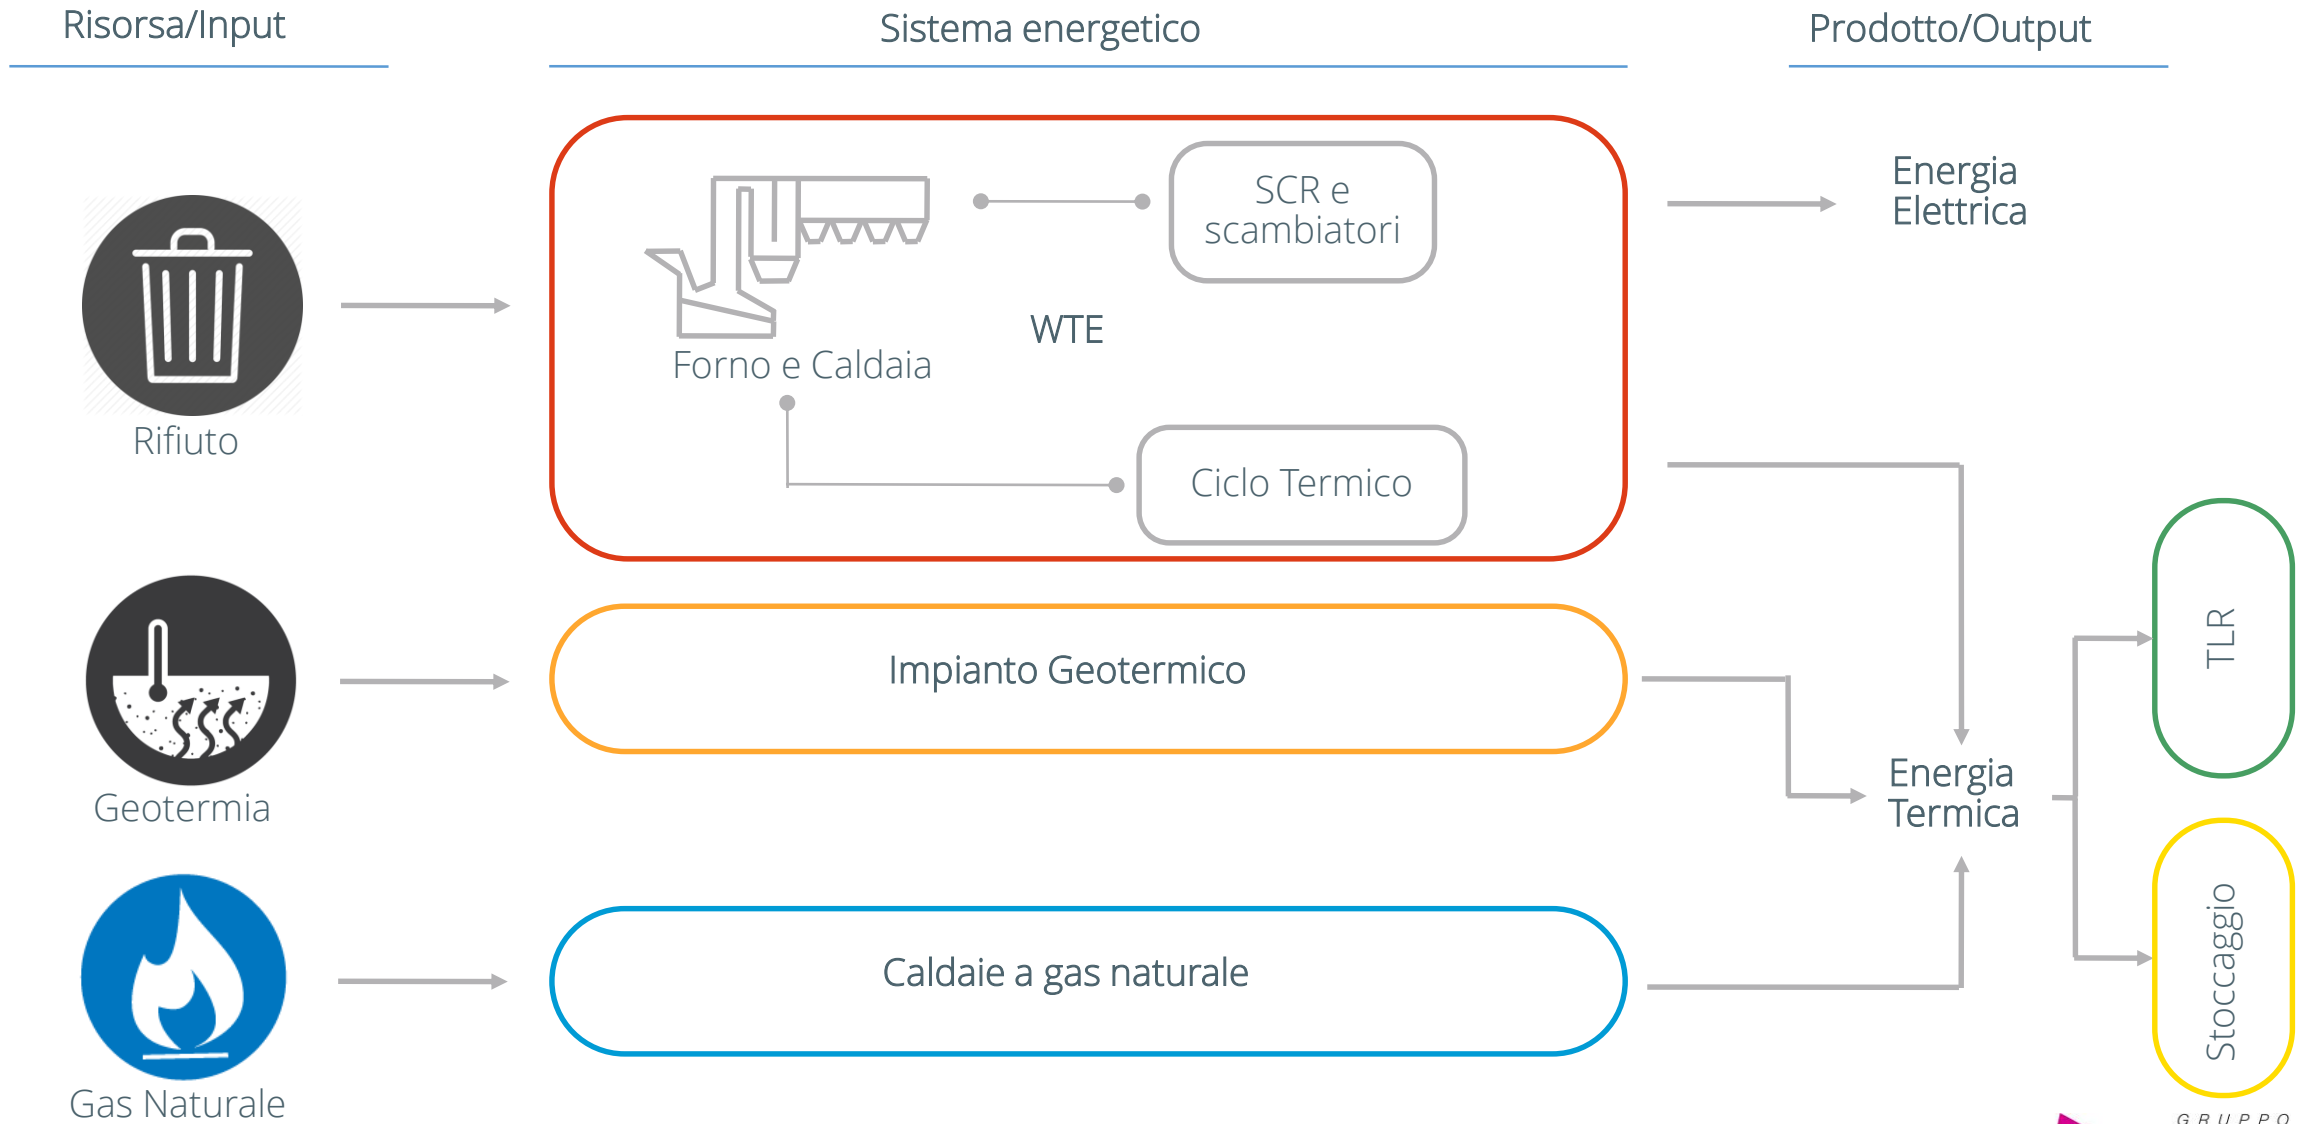 Risorsa/Input
Sistema energetico
Prodotto/Output
SCR e
scambiatori
Energia
Elettrica
WTE
Forno e Caldaia
Rifiuto
Ciclo Termico
TLR
Impianto Geotermico
Energia
Termica
Geotermia
Stoccaggio
Caldaie a gas naturale
Gas Naturale
GRUPPO